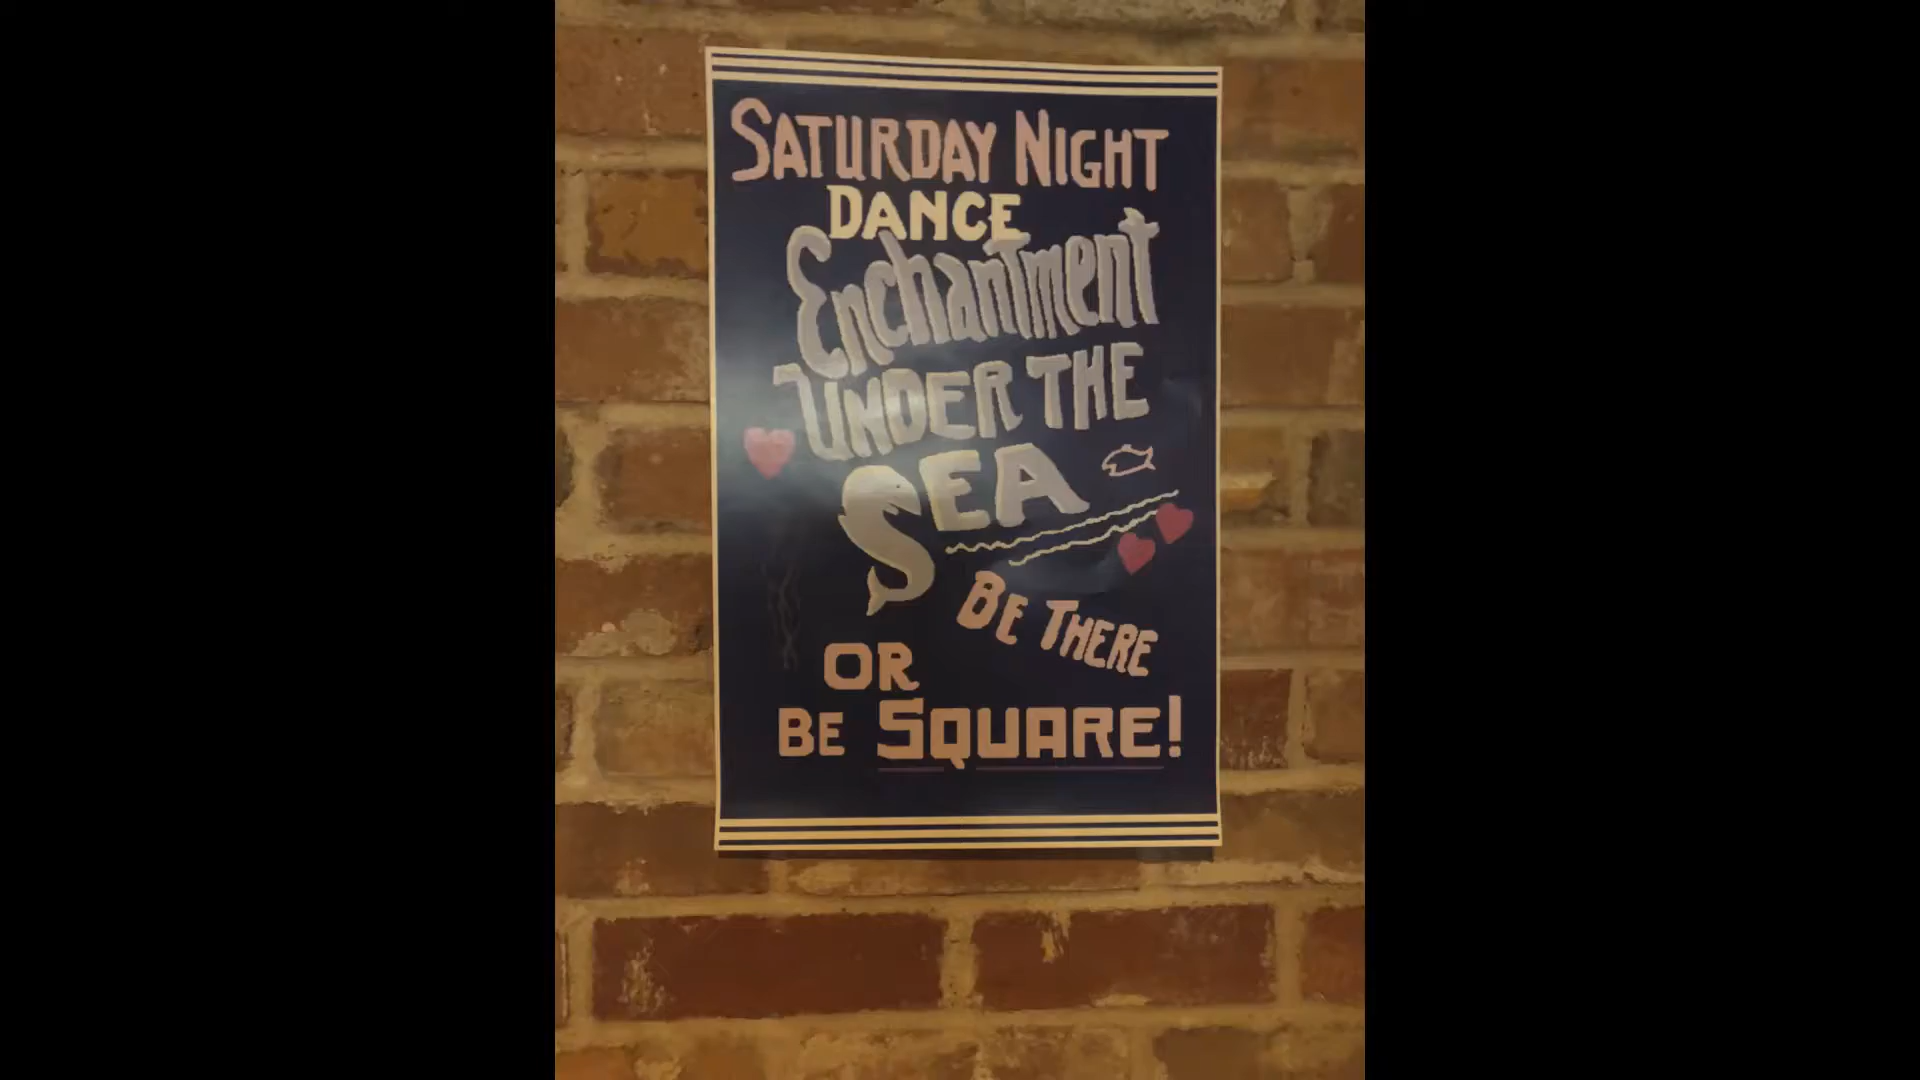 SATURDAY NIGHT
DANCE
Enchantment
UNDER THE
SEA
BE THERE
OR
BE SQUARE!